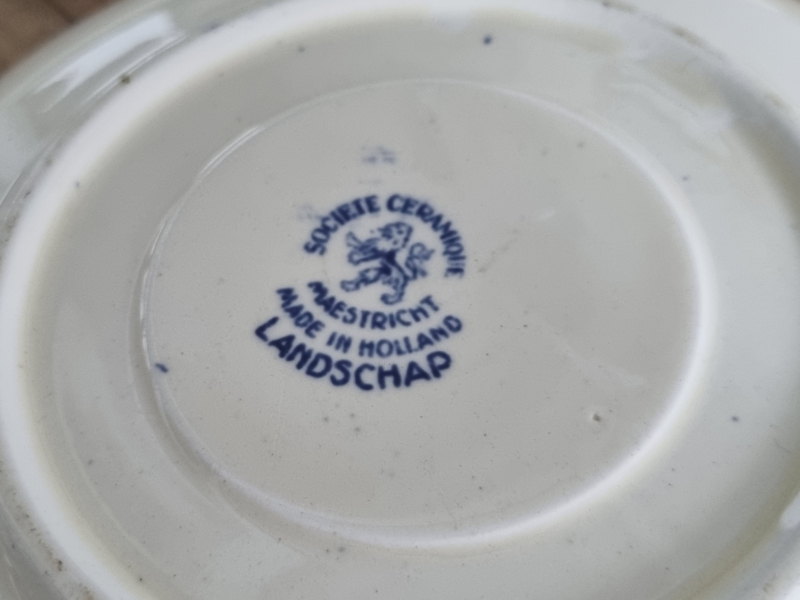 SOCIETE CERAMIQUE
MAESTRICHT
MADE IN HOLLAND
LANDSCHAP